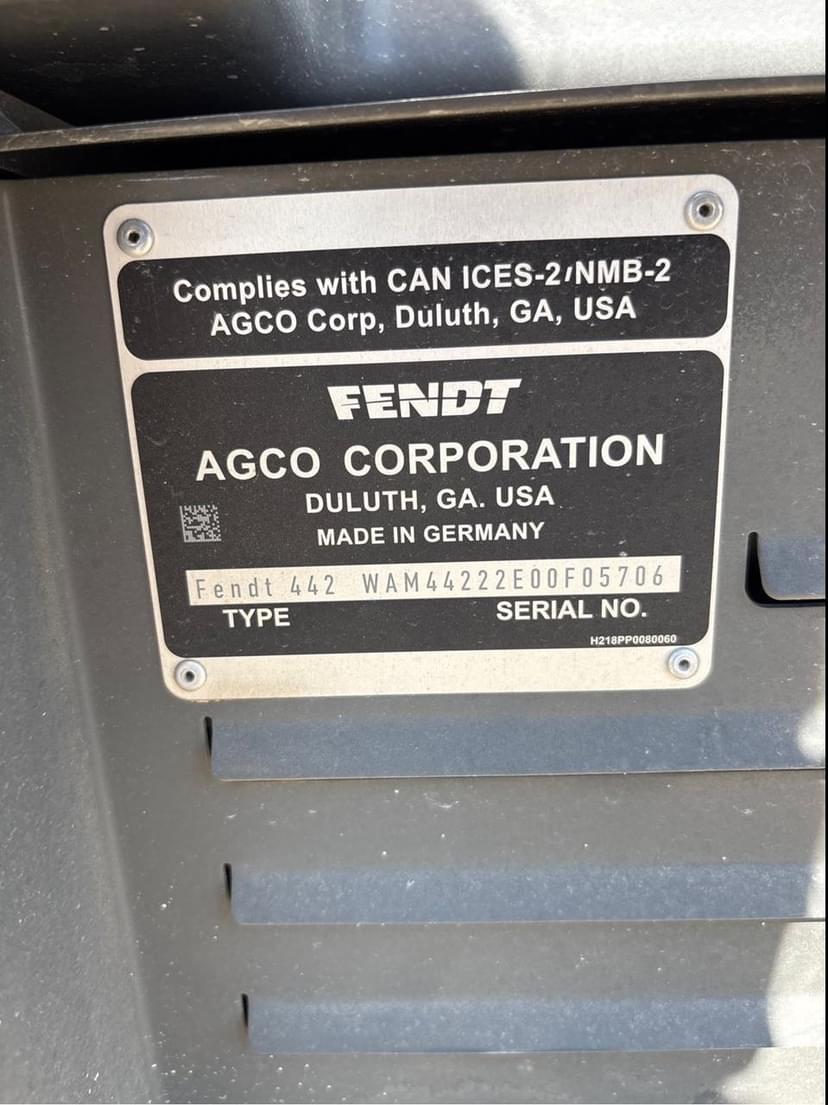 Complies with CAN ICES-2/NMB-2
AGCO Corp, Duluth, GA, USA
FENDT
AGCO CORPORATION
DULUTH, GA. USA
MADE IN GERMANY
Fendt 442 WAM44222E00F05706
TYPE SERIAL NO.
H218PP0080060